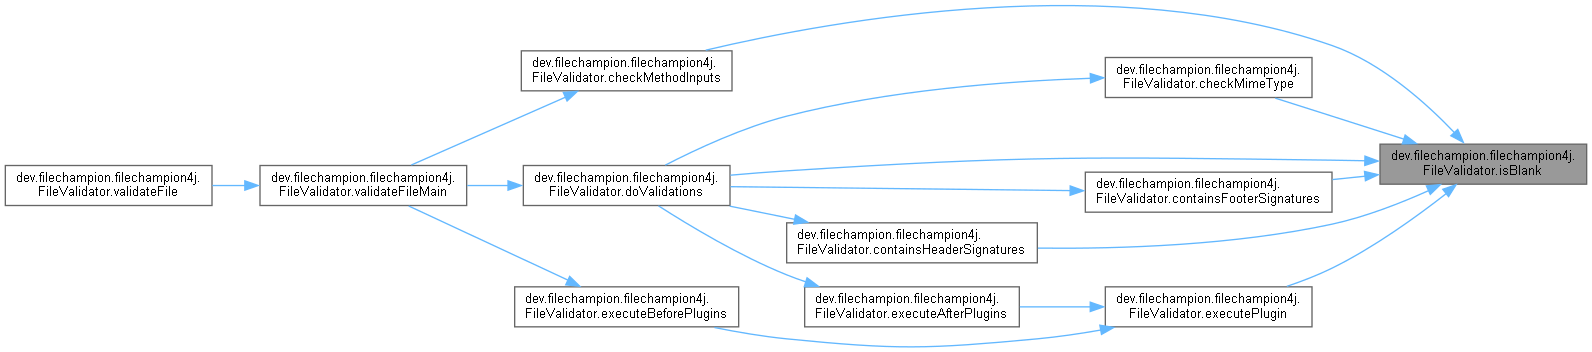 dev.filechampion.filechampion4j.
FileValidator.checkMethodInputs
dev.filechampion.filechampion4j.
FileValidator.checkMimeType
dev.filechampion.filechampion4j.
FileValidator.isBlank
dev.filechampion.filechampion4j.
FileValidator.validateFile
dev.filechampion.filechampion4j.
FileValidator.validateFileMain
dev.filechampion.filechampion4j.
FileValidator.doValidations
dev.filechampion.filechampion4j.
FileValidator.containsFooterSignatures
dev.filechampion.filechampion4j.
FileValidator.containsHeaderSignatures
dev.filechampion.filechampion4j.
FileValidator.executeBeforePlugins
dev.filechampion.filechampion4j.
FileValidator.executeAfterPlugins
dev.filechampion.filechampion4j.
FileValidator.executePlugin